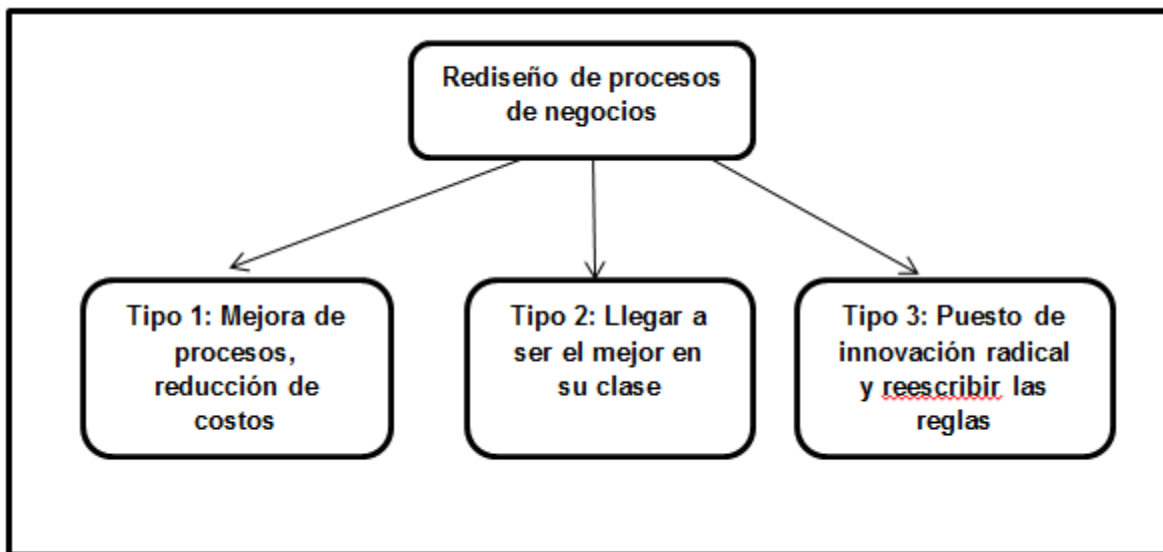 Rediseño de procesos
de negocios
Tipo 1: Mejora de
procesos,
reducción de
costos
Tipo 2: Llegar a
ser el mejor en
su clase
Tipo 3: Puesto de
innovación radical
y reescribir las
reglas